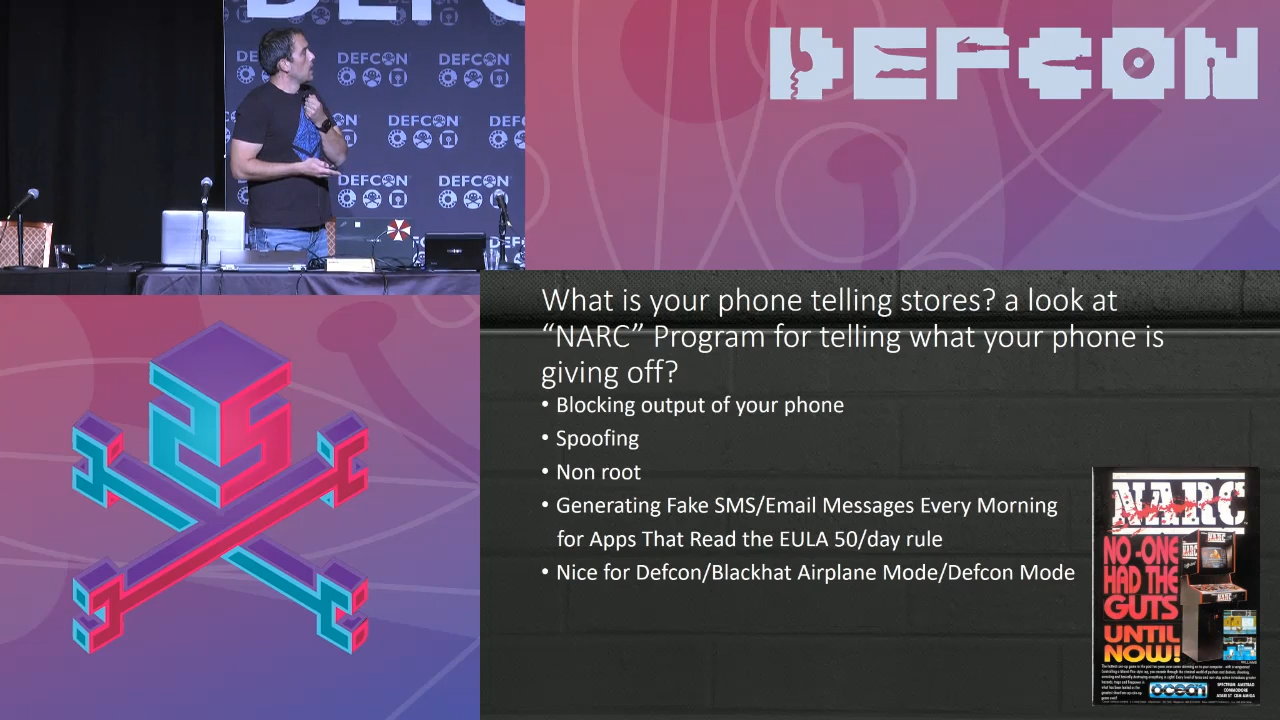 DEFCON
DEFCON
DEFCON
DEFCON
DEFCON
DEFCON
What is your phone telling stores? a look at
“NARC” Program for telling what your phone is
giving off?
• Blocking output of your phone
• Spoofing
• Non root
• Generating Fake SMS/Email Messages Every Morning
for Apps That Read the EULA 50/day rule
• Nice for Defcon/Blackhat Airplane Mode/Defcon Mode
NARC
NO-ONE
HAD THE
GUTS
UNTIL
NOW!
ocean